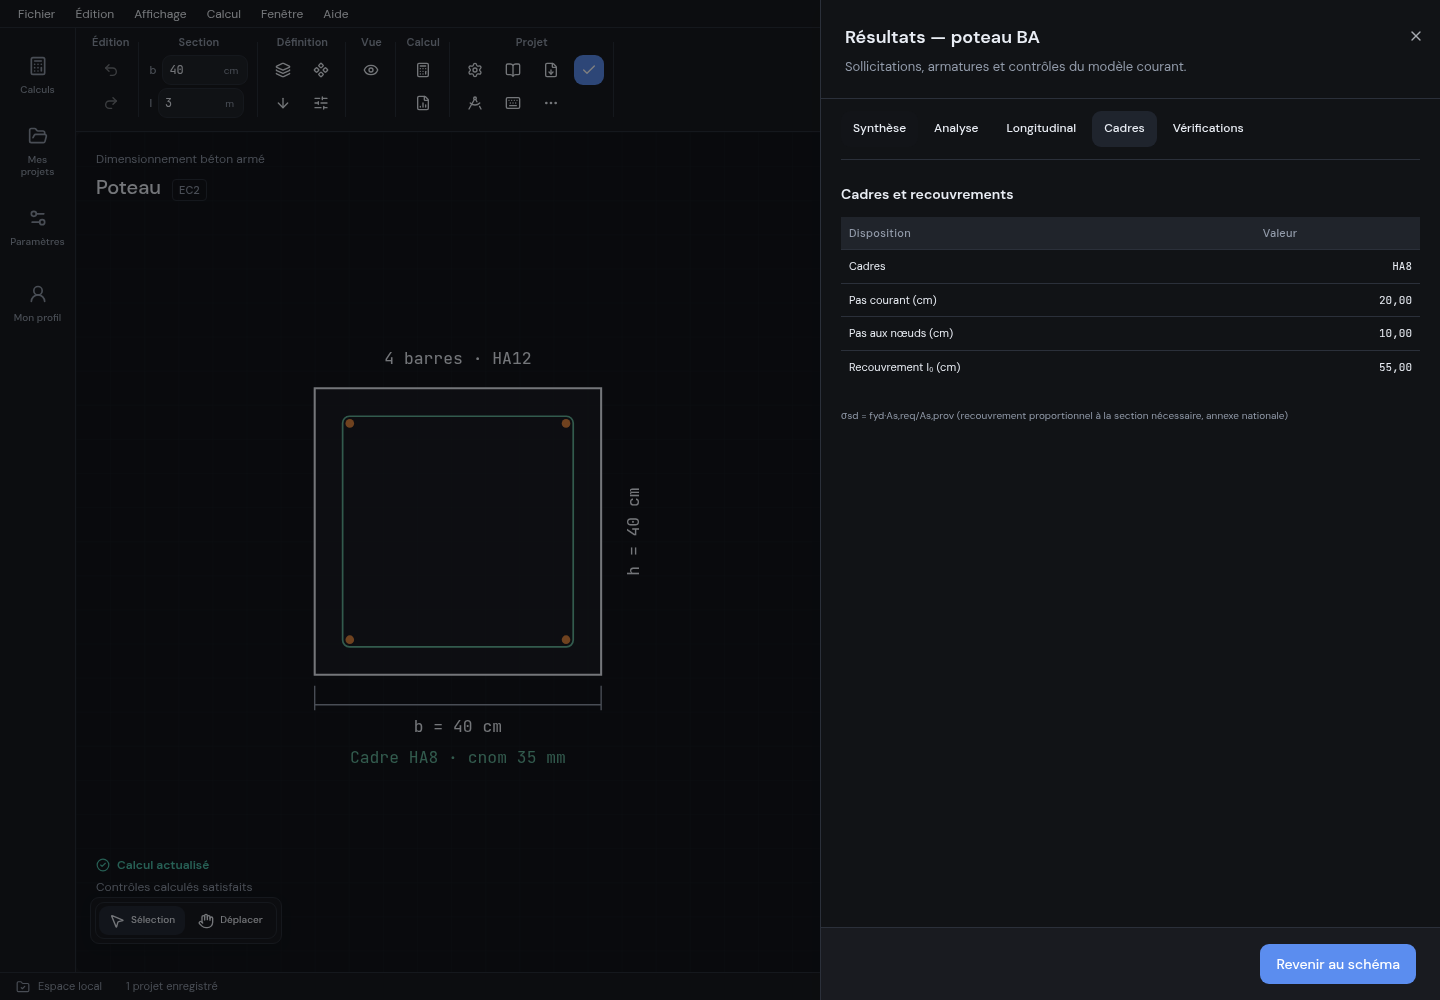 Fichier Édition Affichage Calcul Fenêtre Aide
Édition Section Définition Vue Calcul Projet
b 40 cm
l 3 m
Calculs
Mes
projets
Paramètres
Mon profil
Dimensionnement béton armé
Poteau EC2
4 barres · HA12
h = 40 cm
b = 40 cm
Cadre HA8 · cnom 35 mm
Calcul actualisé
Contrôles calculés satisfaits
Sélection Déplacer
Espace local 1 projet enregistré
Résultats — poteau BA
Sollicitations, armatures et contrôles du modèle courant.
Synthèse Analyse Longitudinal Cadres Vérifications
Cadres et recouvrements
Disposition Valeur
Cadres HA8
Pas courant (cm) 20,00
Pas aux nœuds (cm) 10,00
Recouvrement l₀ (cm) 55,00
σsd = fyd·As,req/As,prov (recouvrement proportionnel à la section nécessaire, annexe nationale)
Revenir au schéma